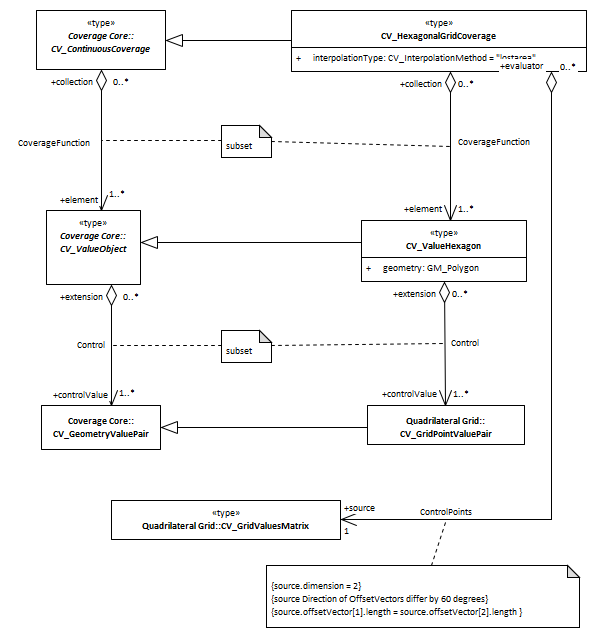 «type»
Coverage Core::
CV_ContinuousCoverage
«type»
CV_HexagonalGridCoverage
+ interpolationType: CV_InterpolationMethod =
+evaluator 0..*
+collection 0..*
+collection 0..*
CoverageFunction
subset
CoverageFunction
+element 1..*
+element 1..*
«type»
Coverage Core::
CV_ValueObject
«type»
CV_ValueHexagon
+ geometry: GM_Polygon
+extension 0..*
+extension 0..*
Control
subset
Control
+controlValue 1..*
+controlValue 1..*
Coverage Core::
CV_GeometryValuePair
Quadrilateral Grid::
CV_GridPointValuePair
«type»
Quadrilateral Grid::CV_GridValuesMatrix
+source
1
ControlPoints
{source.dimension = 2}
{source Direction of OffsetVectors differ by 60 degrees}
{source.offsetVector[1].length = source.offsetVector[2].length }